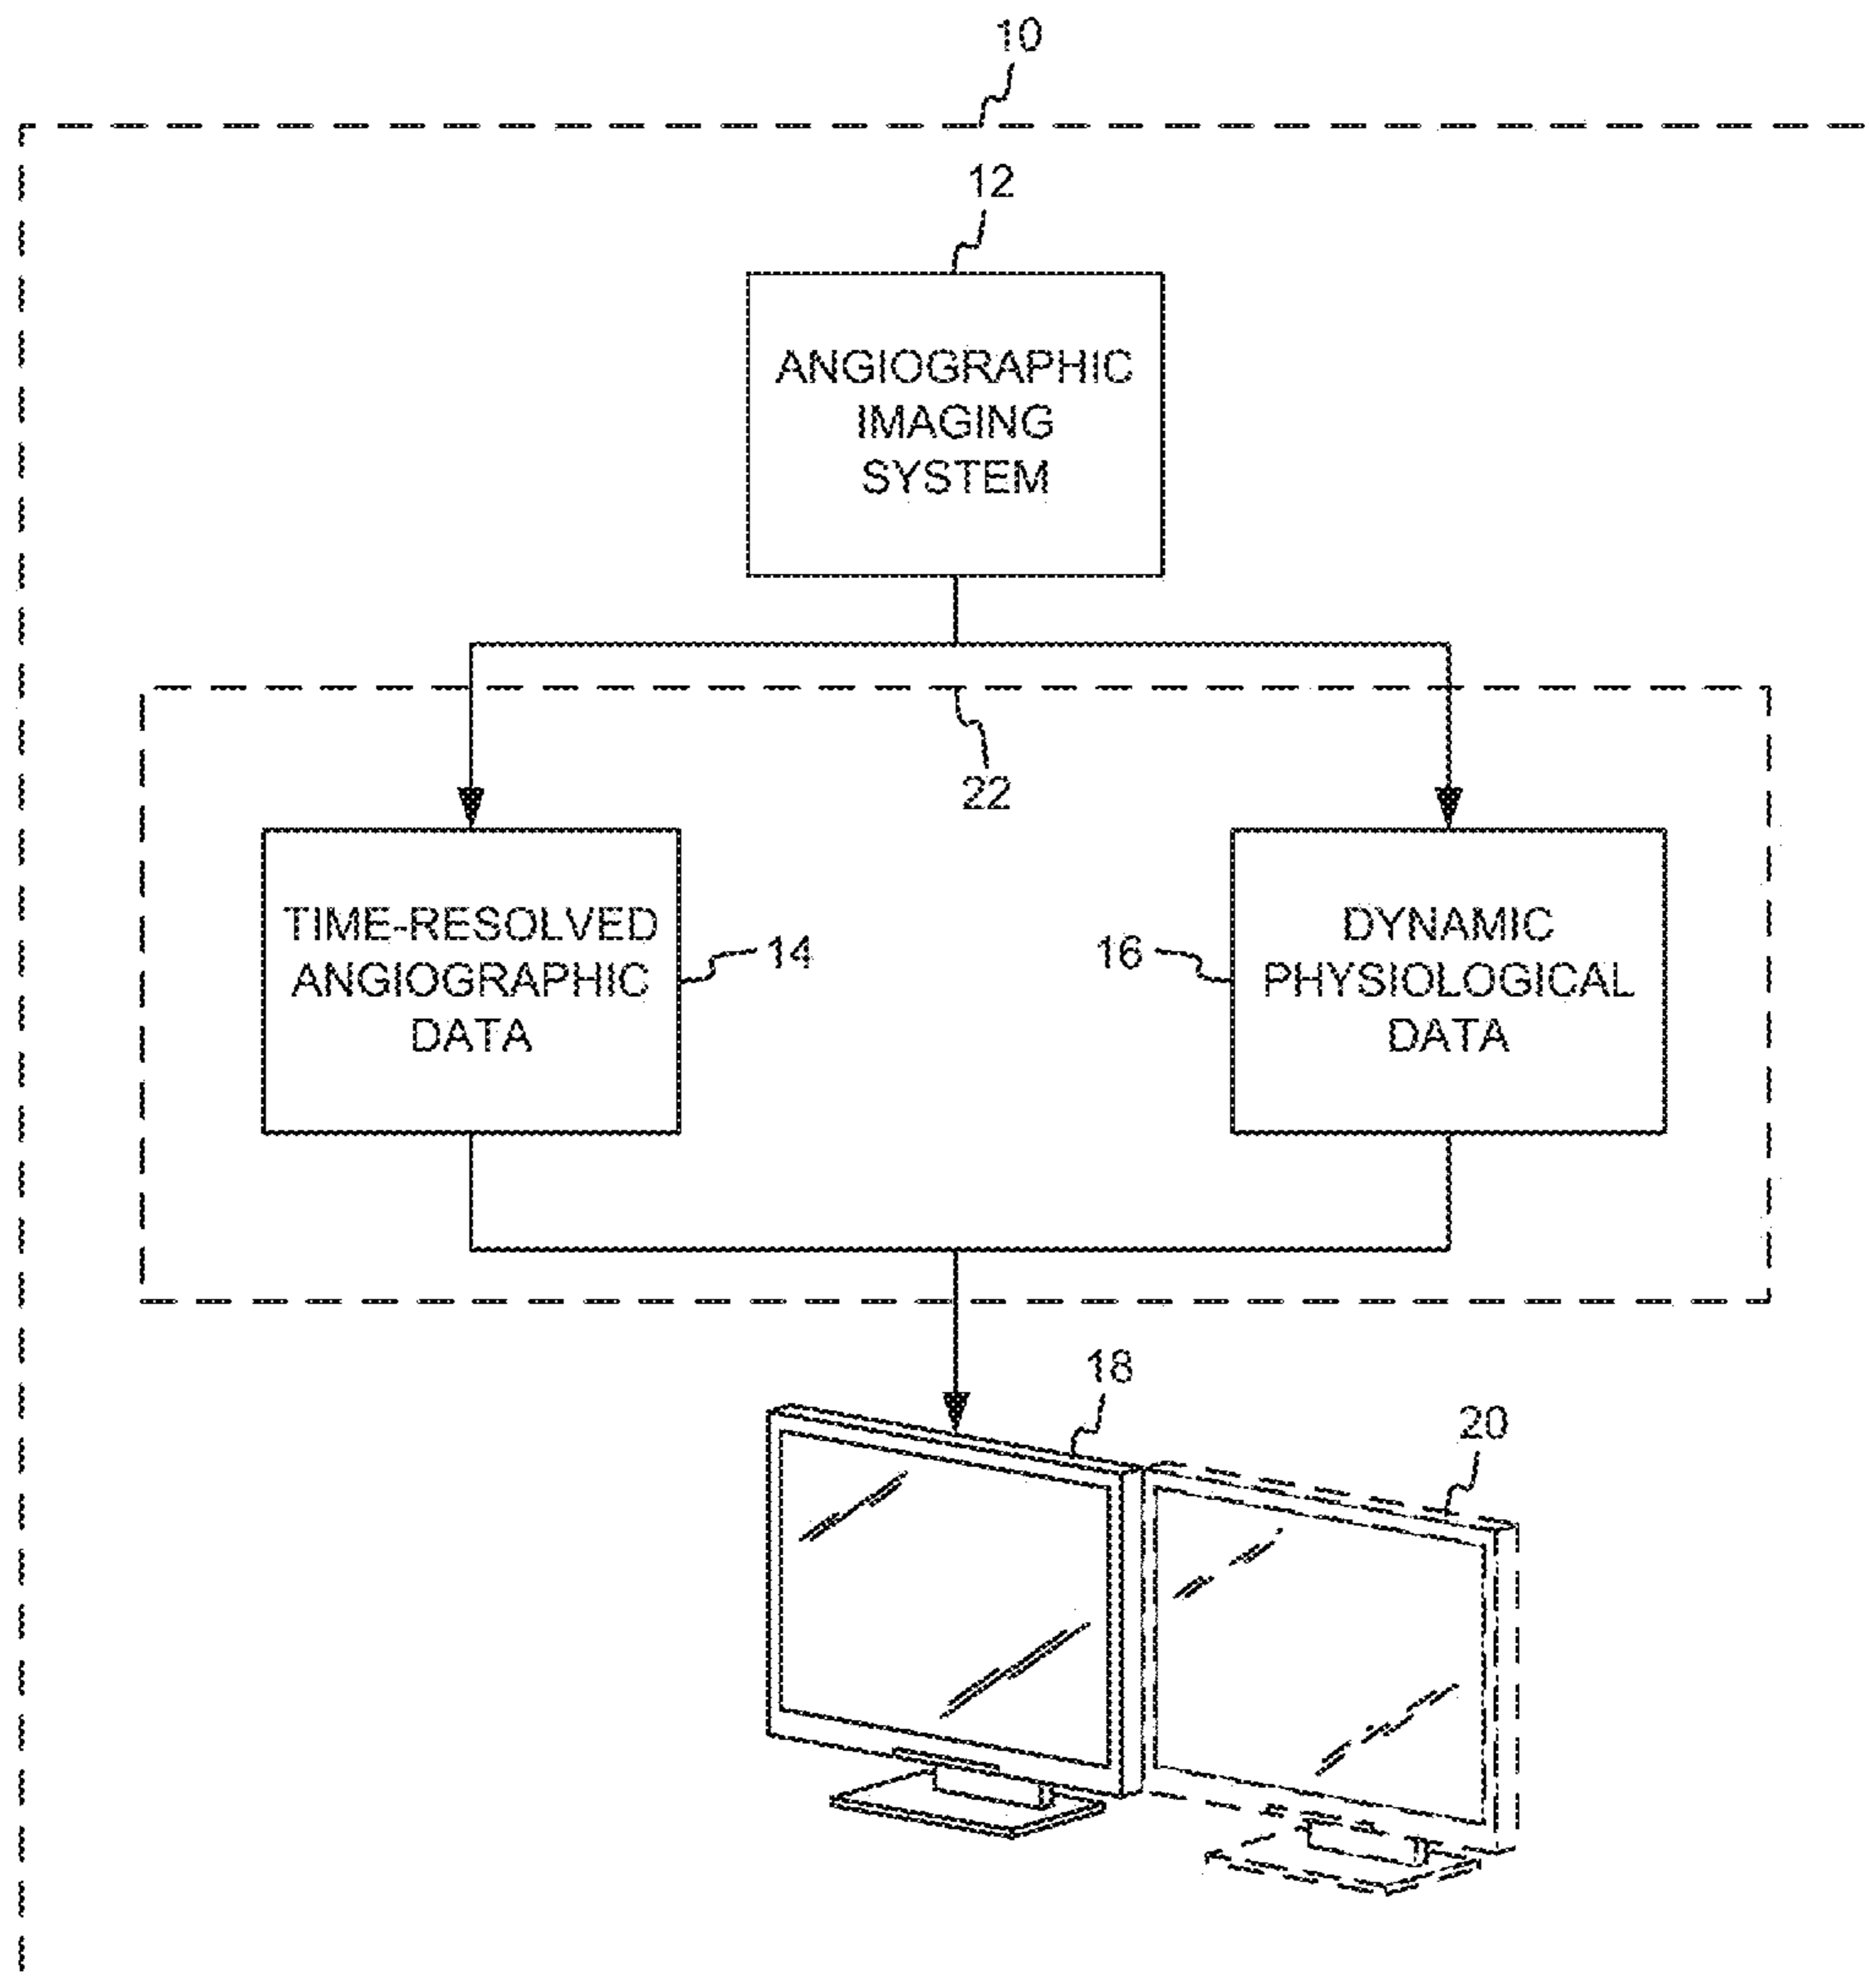 10
12
ANGIOGRAPHIC
IMAGING
SYSTEM
22
TIME-RESOLVED
ANGIOGRAPHIC
DATA
14
16
DYNAMIC
PHYSIOLOGICAL
DATA
18
20